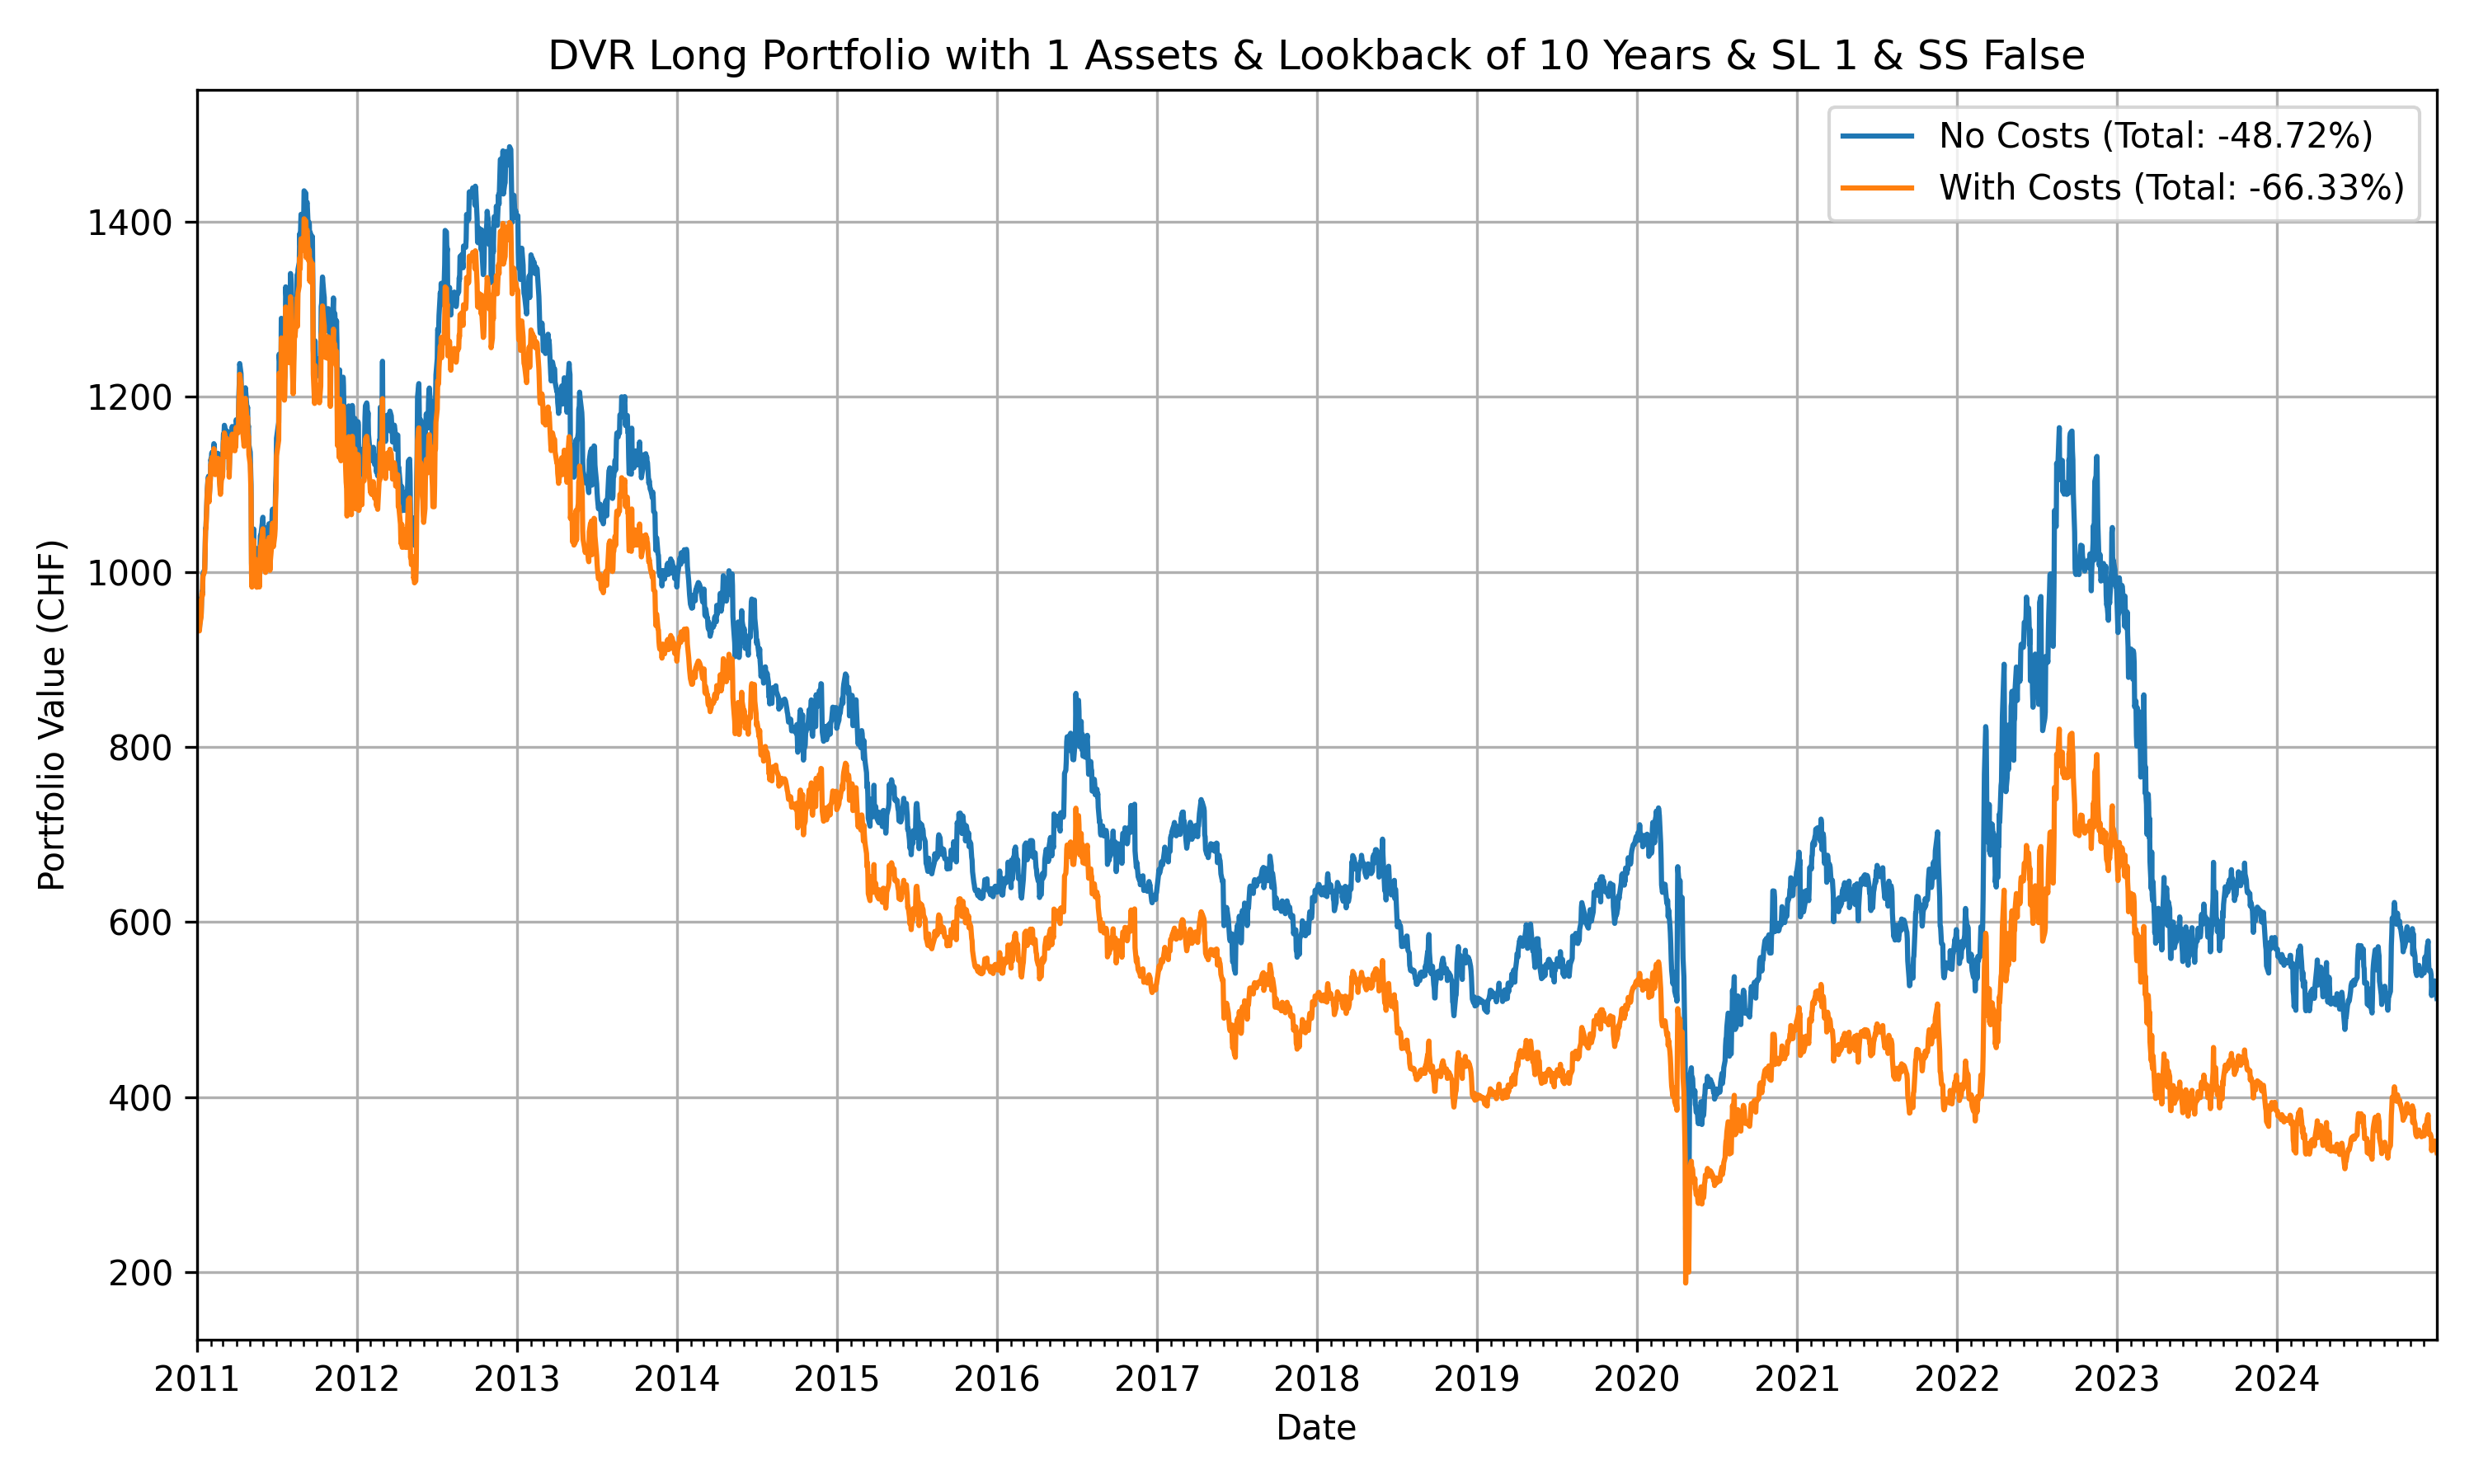 DVR Long Portfolio with 1 Assets & Lookback of 10 Years & SL 1 & SS False
No Costs (Total: -48.72%)
With Costs (Total: -66.33%)
Portfolio Value (CHF)
1400
1200
1000
800
600
400
200
2011 2012 2013 2014 2015 2016 2017 2018 2019 2020 2021 2022 2023 2024
Date